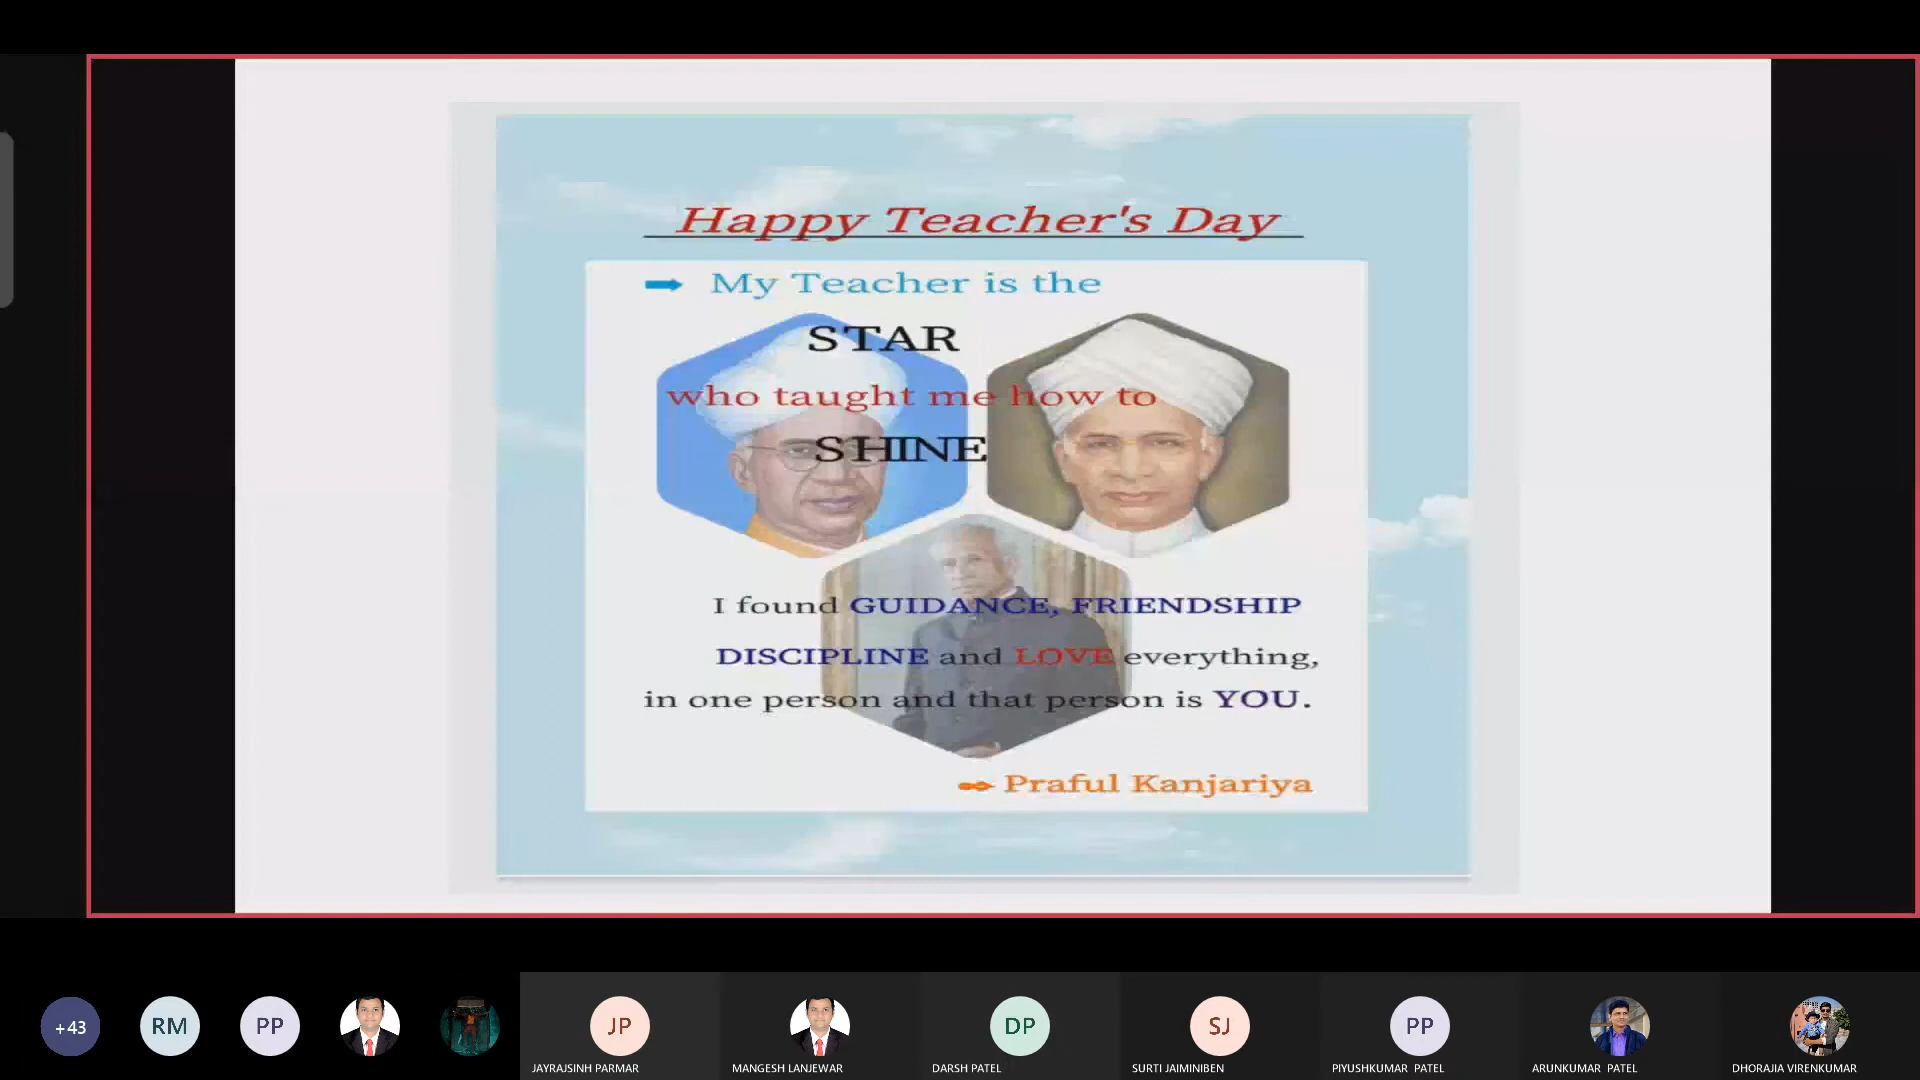 Happy Teacher's Day
My Teacher is the
STAR
who taught me how to
SHINE
I found GUIDANCE, FRIENDSHIP
DISCIPLINE and LOVE everything,
in one person and that person is YOU.
Praful Kanjariya
+43
RM
PP
JP
JAYRAJSINH PARMAR
MANGESH LANJEWAR
DP
DARSH PATEL
SJ
SURTI JAIMINIBEN
PP
PIYUSHKUMAR PATEL
ARUNKUMAR PATEL
DHORAJIA VIRENKUMAR